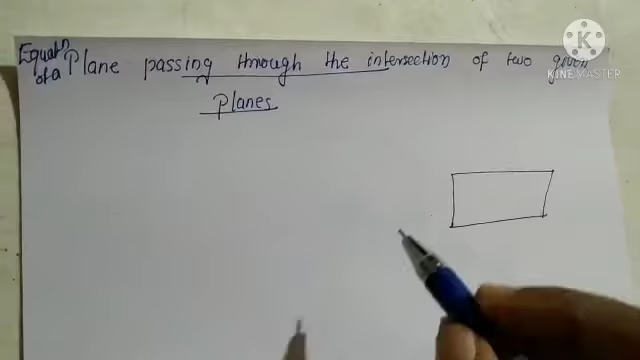 Equatn of a Plane passing through the intersection of two given
Planes
KINEMASTER